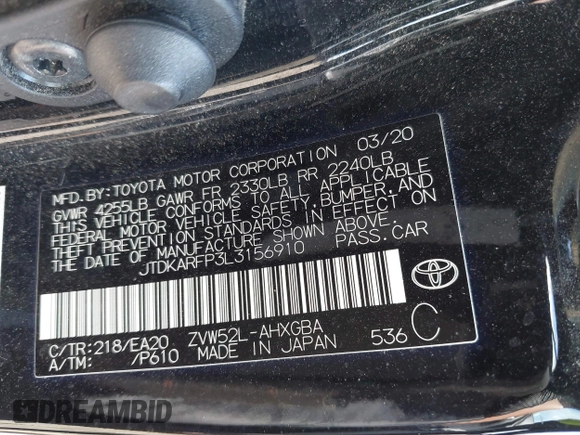 MFD.BY:TOYOTA MOTOR CORPORATION 03/20
GVWR 4255LB GAWR FR 2330LB RR 2240LB
THIS VEHICLE CONFORMS TO ALL APPLICABLE
FEDERAL MOTOR VEHICLE SAFETY,BUMPER,AND
THEFT PREVENTION STANDARDS IN EFFECT ON
THE DATE OF MANUFACTURE SHOWN ABOVE.
JTDKARFP3L3156910 PASS.CAR
TOYOTA
C/TR:218/EA20 ZVW52L-AHXGBA
A/TM: /P610 MADE IN JAPAN 536 C
DREAMBID